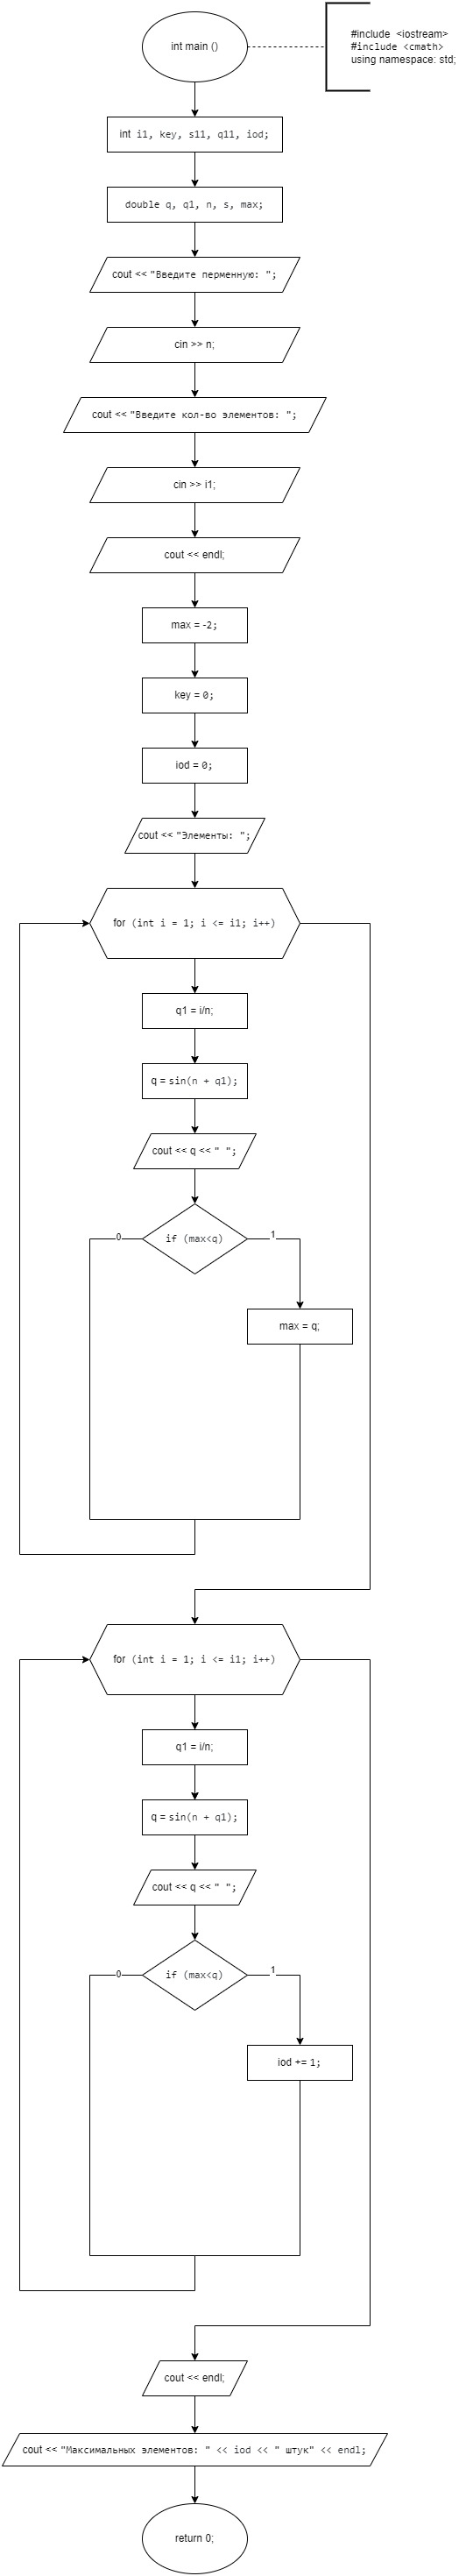 int main ()
#include <iostream>
#include <cmath>
using namespace: std;
int i1, key, s11, q11, iod;
double q, q1, n, s, max;
cout << "Введите перменную: ";
cin >> n;
cout << "Введите кол-во элементов: ";
cin >> i1;
cout << endl;
max = -2;
key = 0;
iod = 0;
cout << "Элементы: ";
for (int i = 1; i <= i1; i++)
q1 = i/n;
q = sin(n + q1);
cout << q << " ";
0
if (max<q)
1
max = q;
for (int i = 1; i <= i1; i++)
q1 = i/n;
q = sin(n + q1);
cout << q << " ";
0
if (max<q)
1
iod += 1;
cout << endl;
cout << "Максимальных элементов: " << iod << " штук" << endl;
return 0;